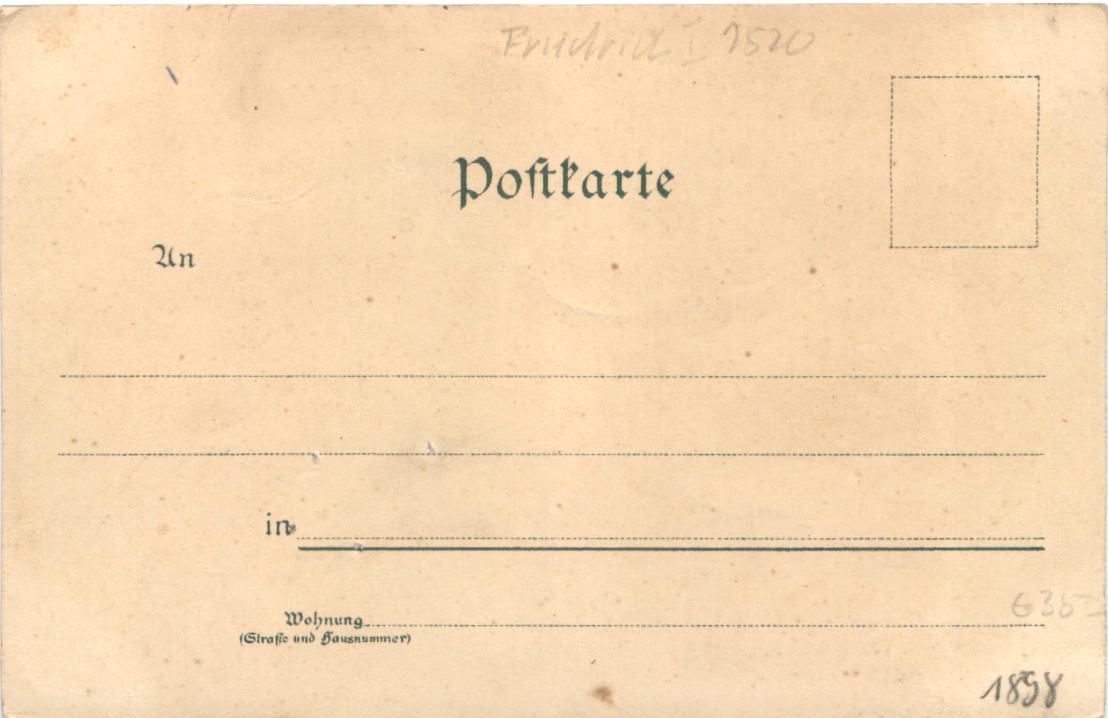 Friedrich I 1520
Postkarte
An
in
Wohnung
(Straße und Hausnummer)
635
1898